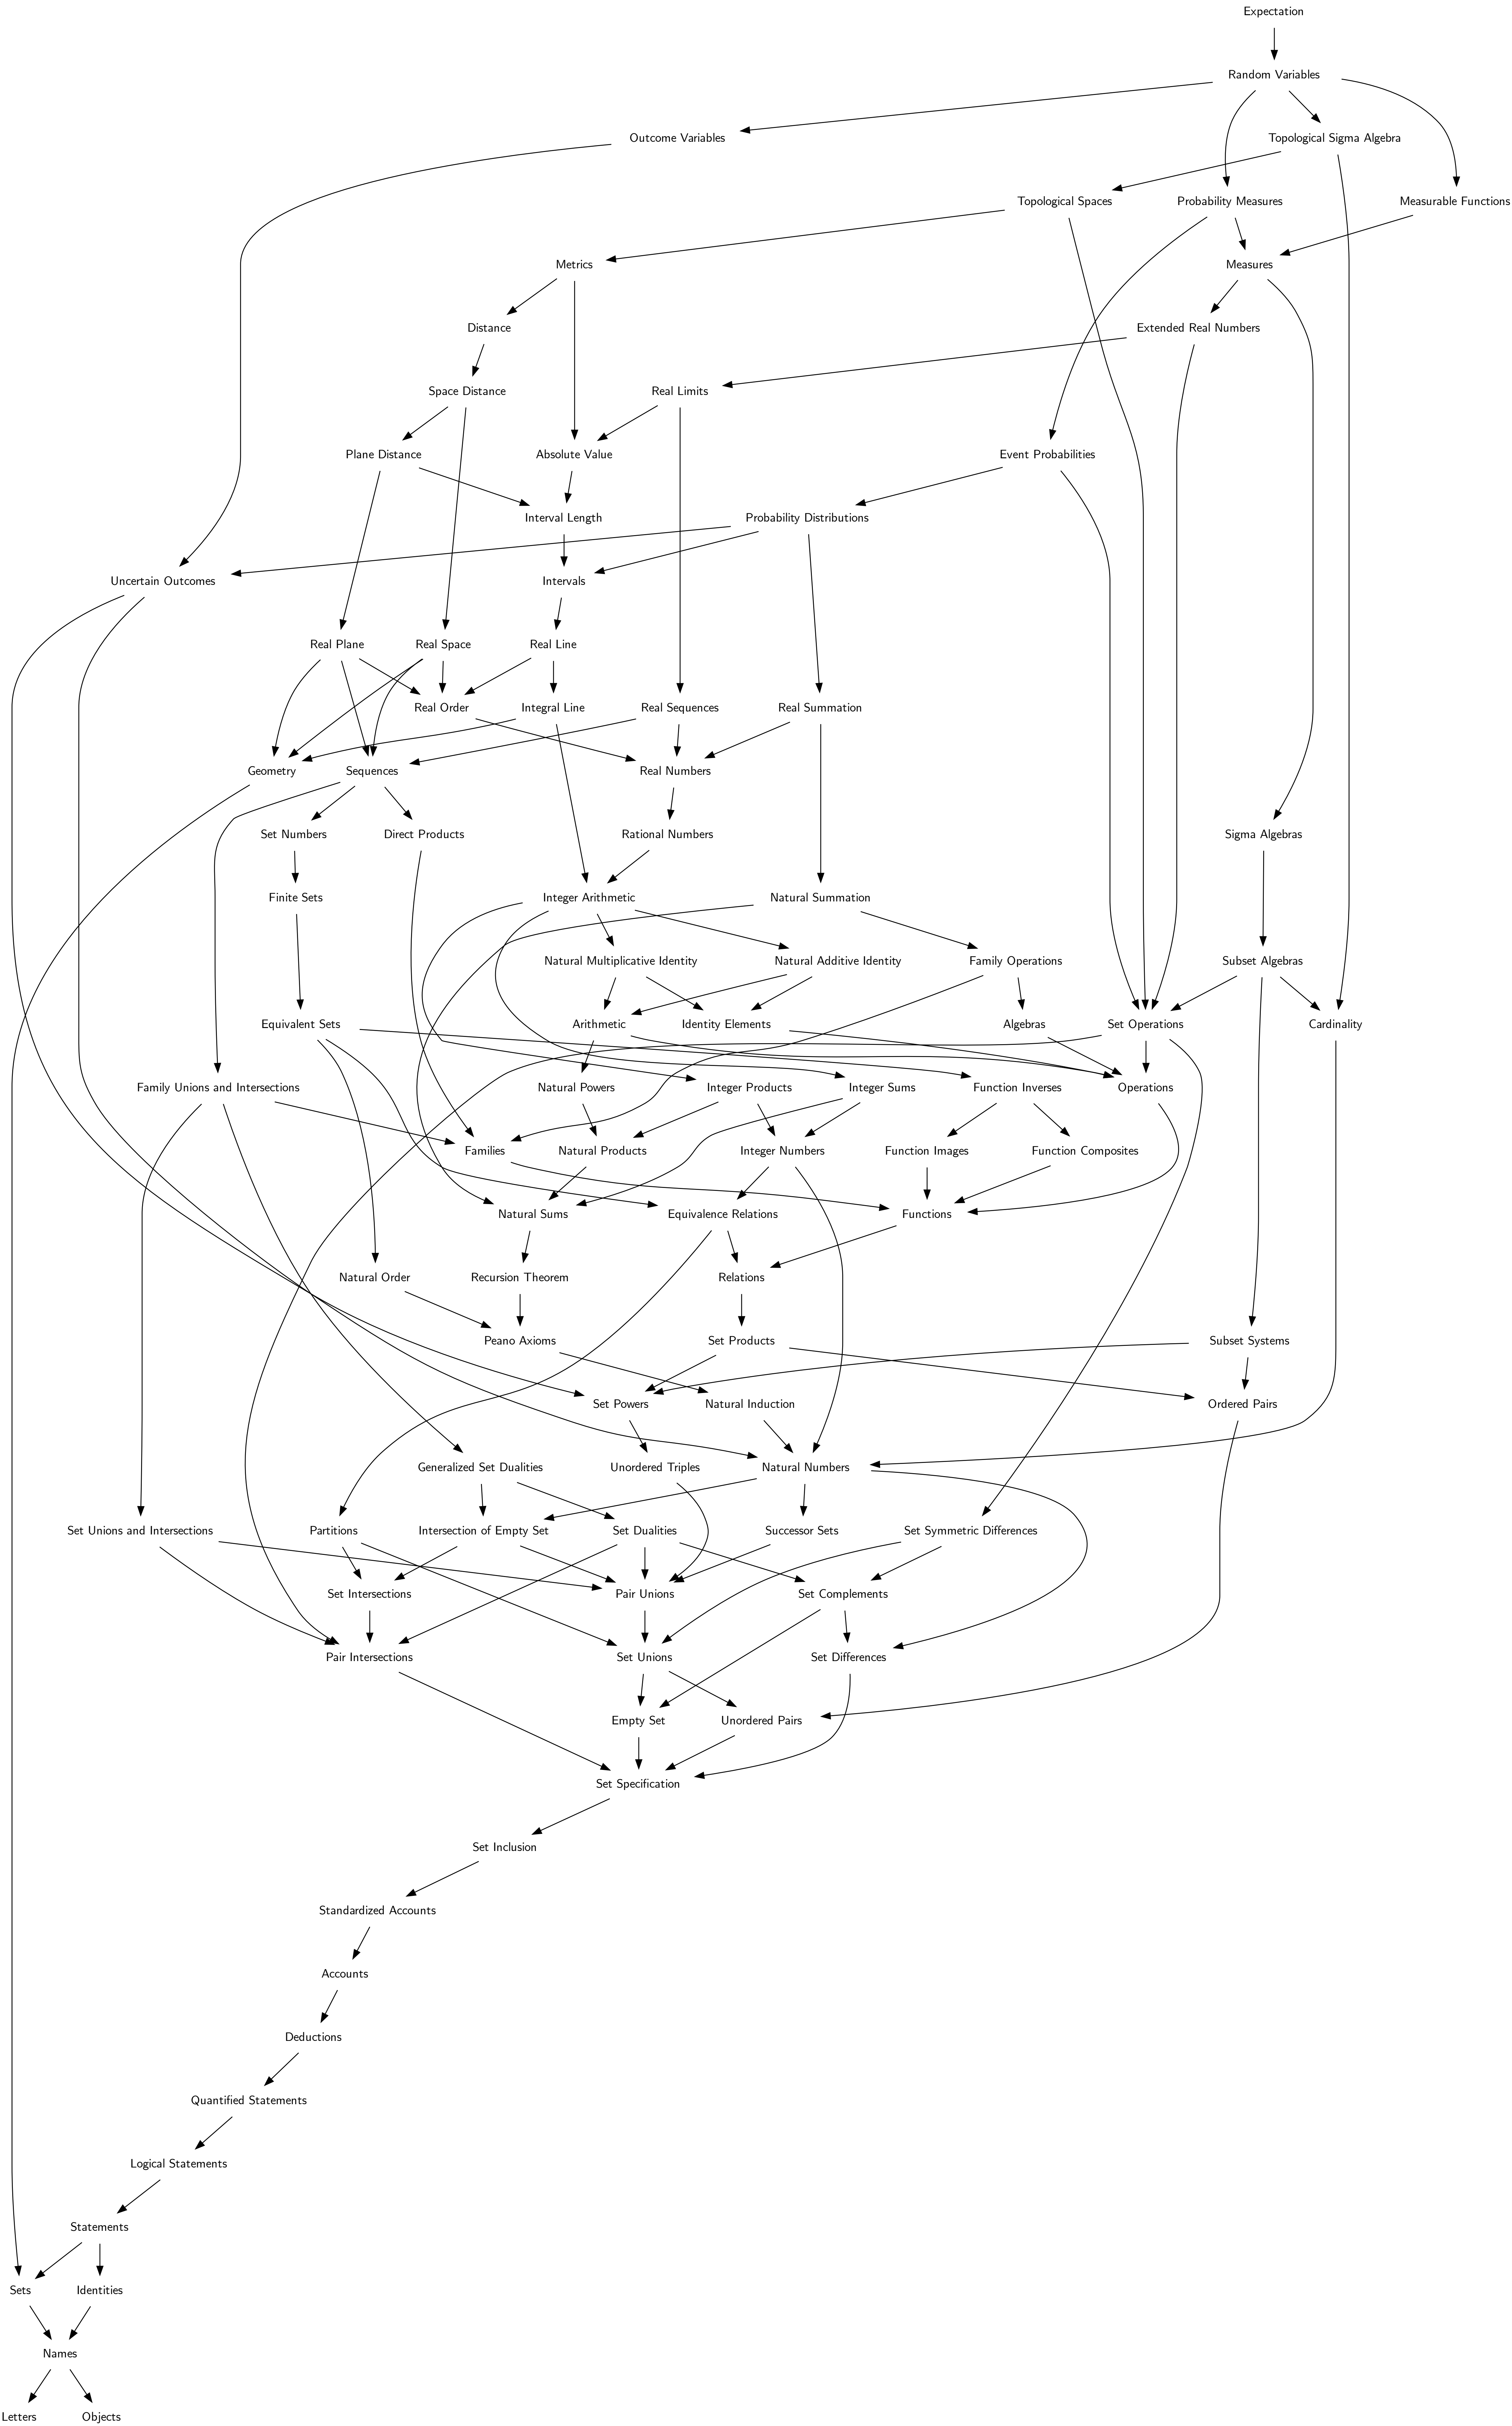 Expectation
Random Variables
Outcome Variables
Topological Sigma Algebra
Topological Spaces
Probability Measures
Measurable Functions
Metrics
Measures
Distance
Extended Real Numbers
Space Distance
Real Limits
Plane Distance
Absolute Value
Event Probabilities
Interval Length
Probability Distributions
Uncertain Outcomes
Intervals
Real Plane
Real Space
Real Line
Real Order
Integral Line
Real Sequences
Real Summation
Geometry
Sequences
Real Numbers
Set Numbers
Direct Products
Rational Numbers
Sigma Algebras
Finite Sets
Integer Arithmetic
Natural Summation
Natural Multiplicative Identity
Natural Additive Identity
Family Operations
Subset Algebras
Equivalent Sets
Arithmetic
Identity Elements
Algebras
Set Operations
Cardinality
Family Unions and Intersections
Natural Powers
Integer Products
Integer Sums
Function Inverses
Operations
Families
Natural Products
Integer Numbers
Function Images
Function Composites
Natural Sums
Equivalence Relations
Functions
Natural Order
Recursion Theorem
Relations
Peano Axioms
Set Products
Subset Systems
Set Powers
Natural Induction
Ordered Pairs
Generalized Set Dualities
Unordered Triples
Natural Numbers
Set Unions and Intersections
Partitions
Intersection of Empty Set
Set Dualities
Successor Sets
Set Symmetric Differences
Set Intersections
Pair Unions
Set Complements
Pair Intersections
Set Unions
Set Differences
Empty Set
Unordered Pairs
Set Specification
Set Inclusion
Standardized Accounts
Accounts
Deductions
Quantified Statements
Logical Statements
Statements
Sets
Identities
Names
Letters
Objects